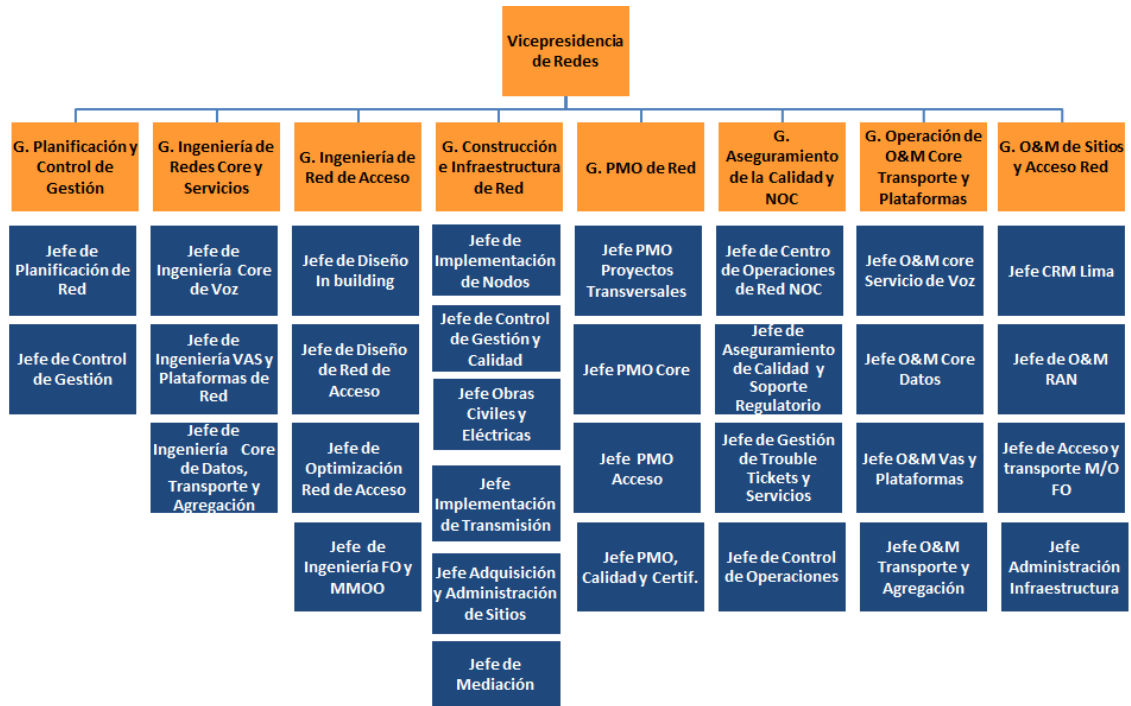 Vicepresidencia
de Redes
G. Planificación y
Control de
Gestión
G. Ingeniería de
Redes Core y
Servicios
G. Ingeniería de
Red de Acceso
G. Construcción
e Infraestructura
de Red
G. PMO de Red
G.
Aseguramiento
de la Calidad y
NOC
G. Operación de
O&M Core
Transporte y
Plataformas
G. O&M de Sitios
y Acceso Red
Jefe de
Planificación de
Red
Jefe de Control
de Gestión
Jefe de
Ingeniería Core
de Voz
Jefe de
Ingeniería VAS y
Plataformas de
Red
Jefe de
Ingeniería Core
de Datos,
Transporte y
Agregación
Jefe de Diseño
In building
Jefe de Diseño
de Red de
Acceso
Jefe de
Optimización
Red de Acceso
Jefe de
Ingeniería FO y
MMOO
Jefe de
Implementación
de Nodos
Jefe de Control
de Gestión y
Calidad
Jefe Obras
Civiles y
Eléctricas
Jefe
Implementación
de Transmisión
Jefe Adquisición
y Administración
de Sitios
Jefe de
Mediación
Jefe PMO
Proyectos
Transversales
Jefe PMO Core
Jefe PMO
Acceso
Jefe PMO,
Calidad y Certif.
Jefe de Centro
de Operaciones
de Red NOC
Jefe de
Aseguramiento
de Calidad y
Soporte
Regulatorio
Jefe de Gestión
de Trouble
Tickets y
Servicios
Jefe de Control
de Operaciones
Jefe O&M core
Servicio de Voz
Jefe O&M Core
Datos
Jefe O&M Vas y
Plataformas
Jefe O&M
Transporte y
Agregación
Jefe CRM Lima
Jefe de O&M
RAN
Jefe de Acceso y
transporte M/O
FO
Jefe
Administración
Infraestructura